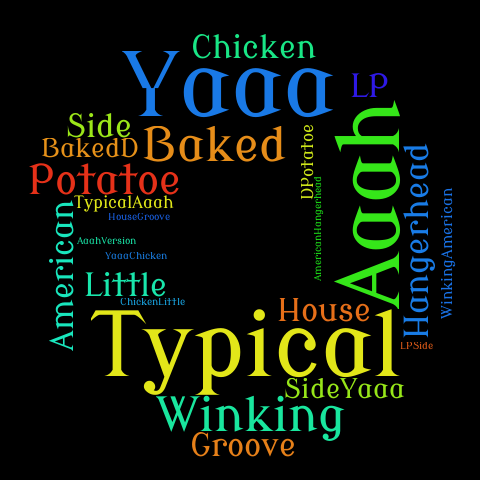 Chicken
Yaaa
LP
Aaah
Side
Baked
BakedD
DPotatoe
Hangerhead
Potatoe
AmericanHangerhead
WinkingAmerican
TypicalAaah
HouseGroove
American
AaahVersion
YaaaChicken
Little
ChickenLittle
House
Typical
LPSide
SideYaaa
Winking
Groove